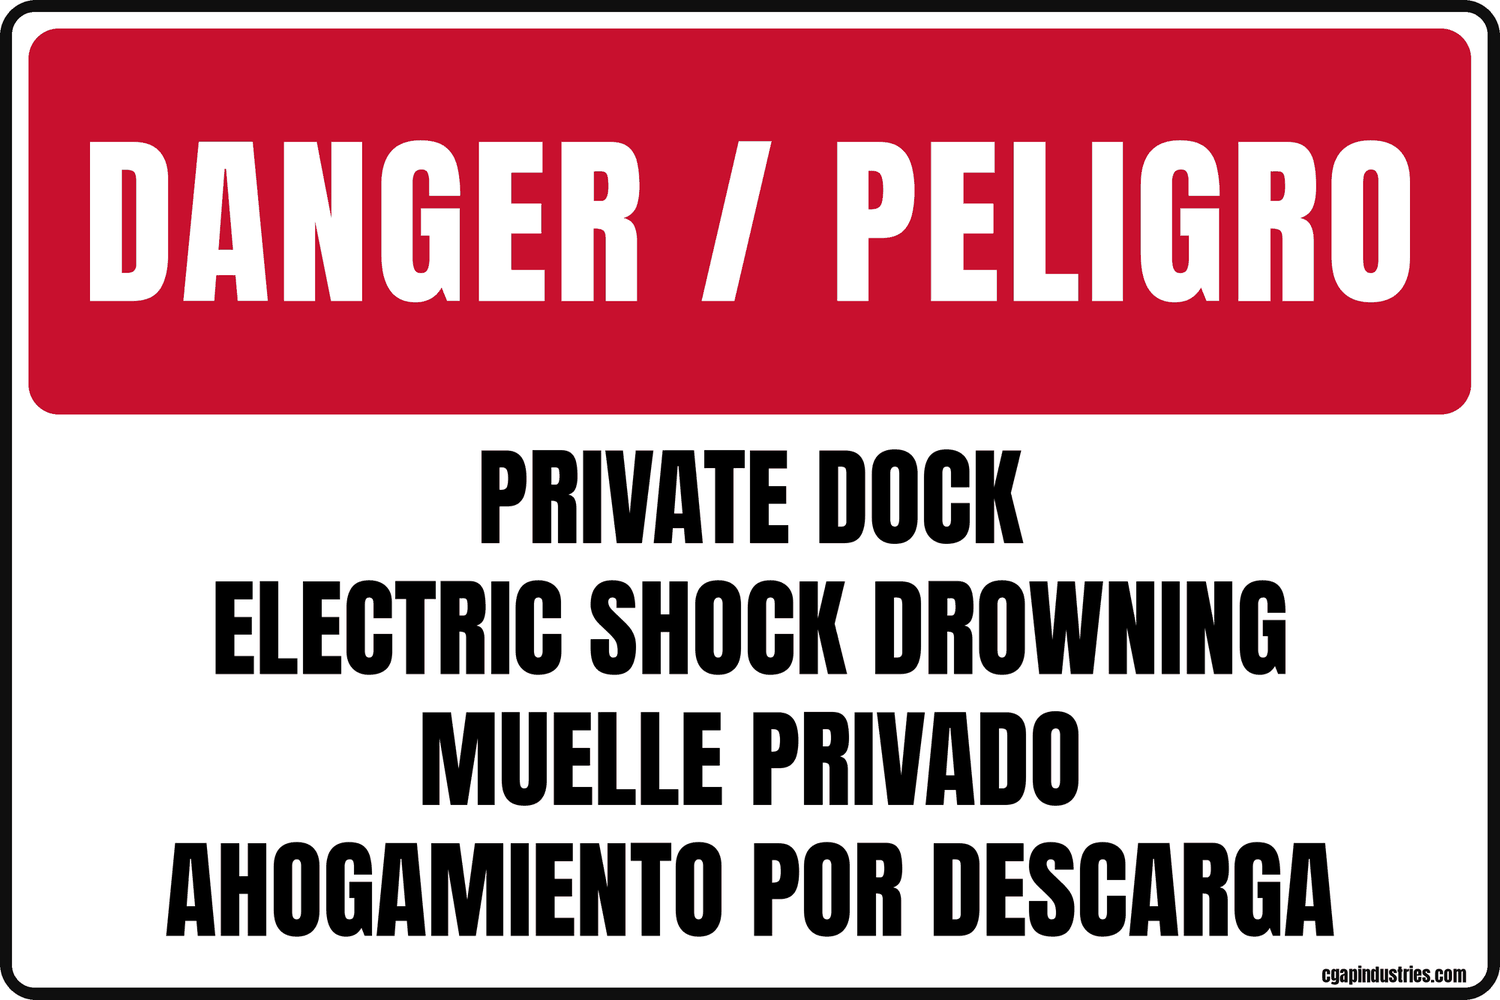 DANGER / PELIGRO
PRIVATE DOCK
ELECTRIC SHOCK DROWNING
MUELLE PRIVADO
AHOGAMIENTO POR DESCARGA
cgapindustries.com